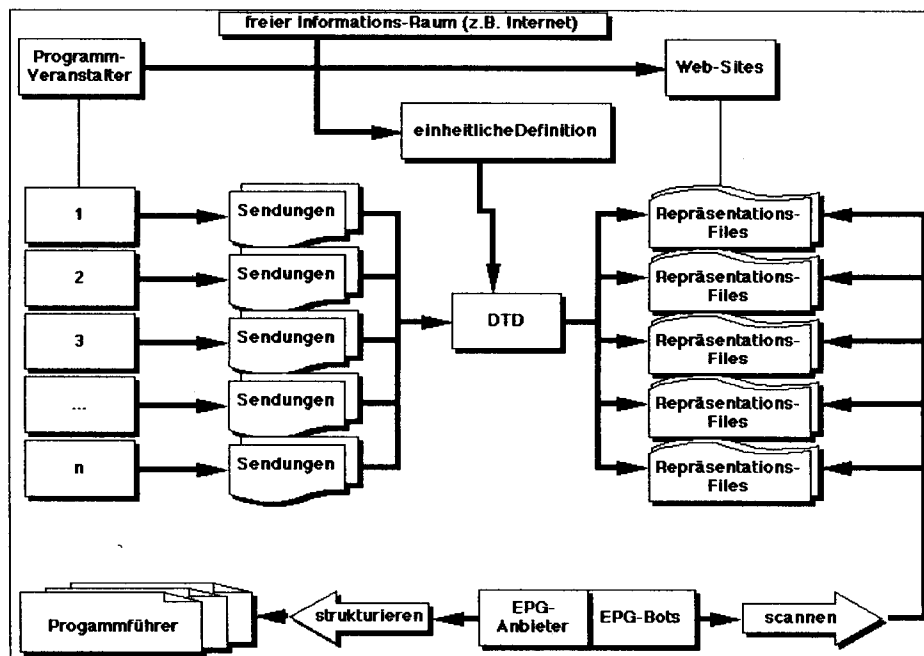 freier Informations-Raum (z.B. Internet)
Programm-
Veranstalter
Web-Sites
einheitlicheDefinition
1
Sendungen
Repräsentations-
Files
2
Sendungen
Repräsentations-
Files
3
Sendungen
DTD
Repräsentations-
Files
...
Sendungen
Repräsentations-
Files
n
Sendungen
Repräsentations-
Files
Progammführer
strukturieren
EPG-
Anbieter
EPG-Bots
scannen